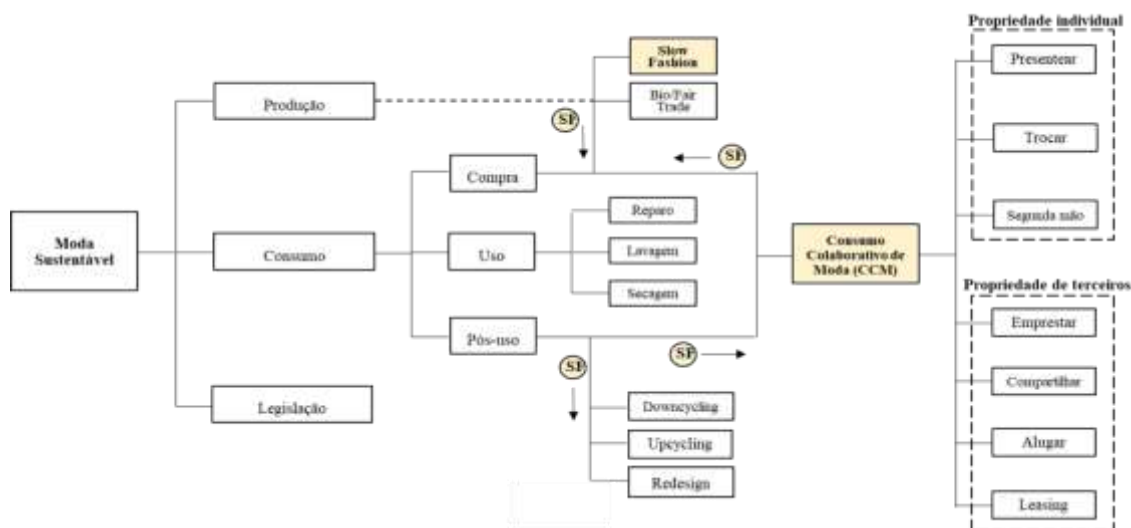 Moda
Sustentável
Produção
Consumo
Legislação
Compra
Uso
Pós-uso
Slow
Fashion
Bio/Fair
Trade
SF
SF
Reparo
Lavagem
Secagem
SF
SF
Downcycling
Upcycling
Redesign
Consumo
Colaborativo de
Moda (CCM)
Propriedade individual
Presentear
Trocar
Segunda mão
Propriedade de terceiros
Emprestar
Compartilhar
Alugar
Leasing